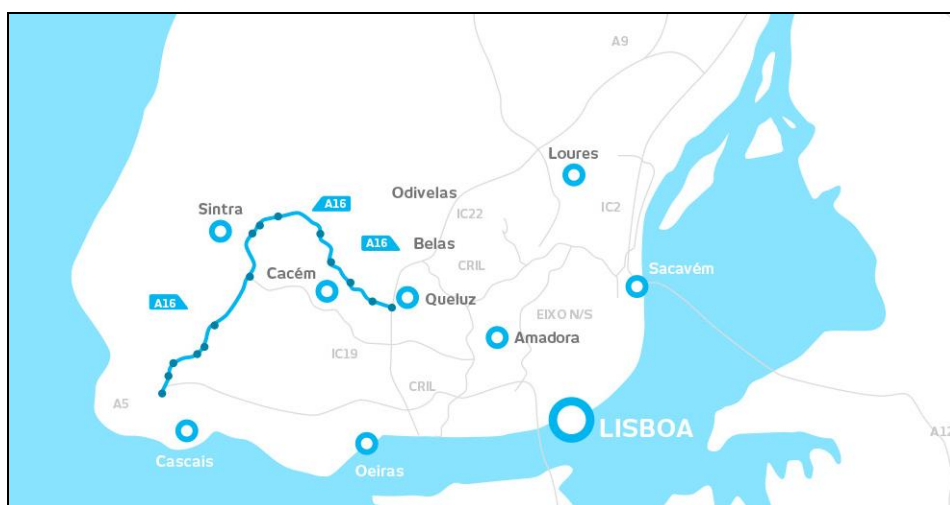 A9
Loures
Odivelas
A16
Sintra
IC22
IC2
A16
Belas
CRIL
Sacavém
Cacém
Queluz
A16
EIXO N/S
Amadora
IC19
CRIL
A5
LISBOA
A12
Cascais
Oeiras